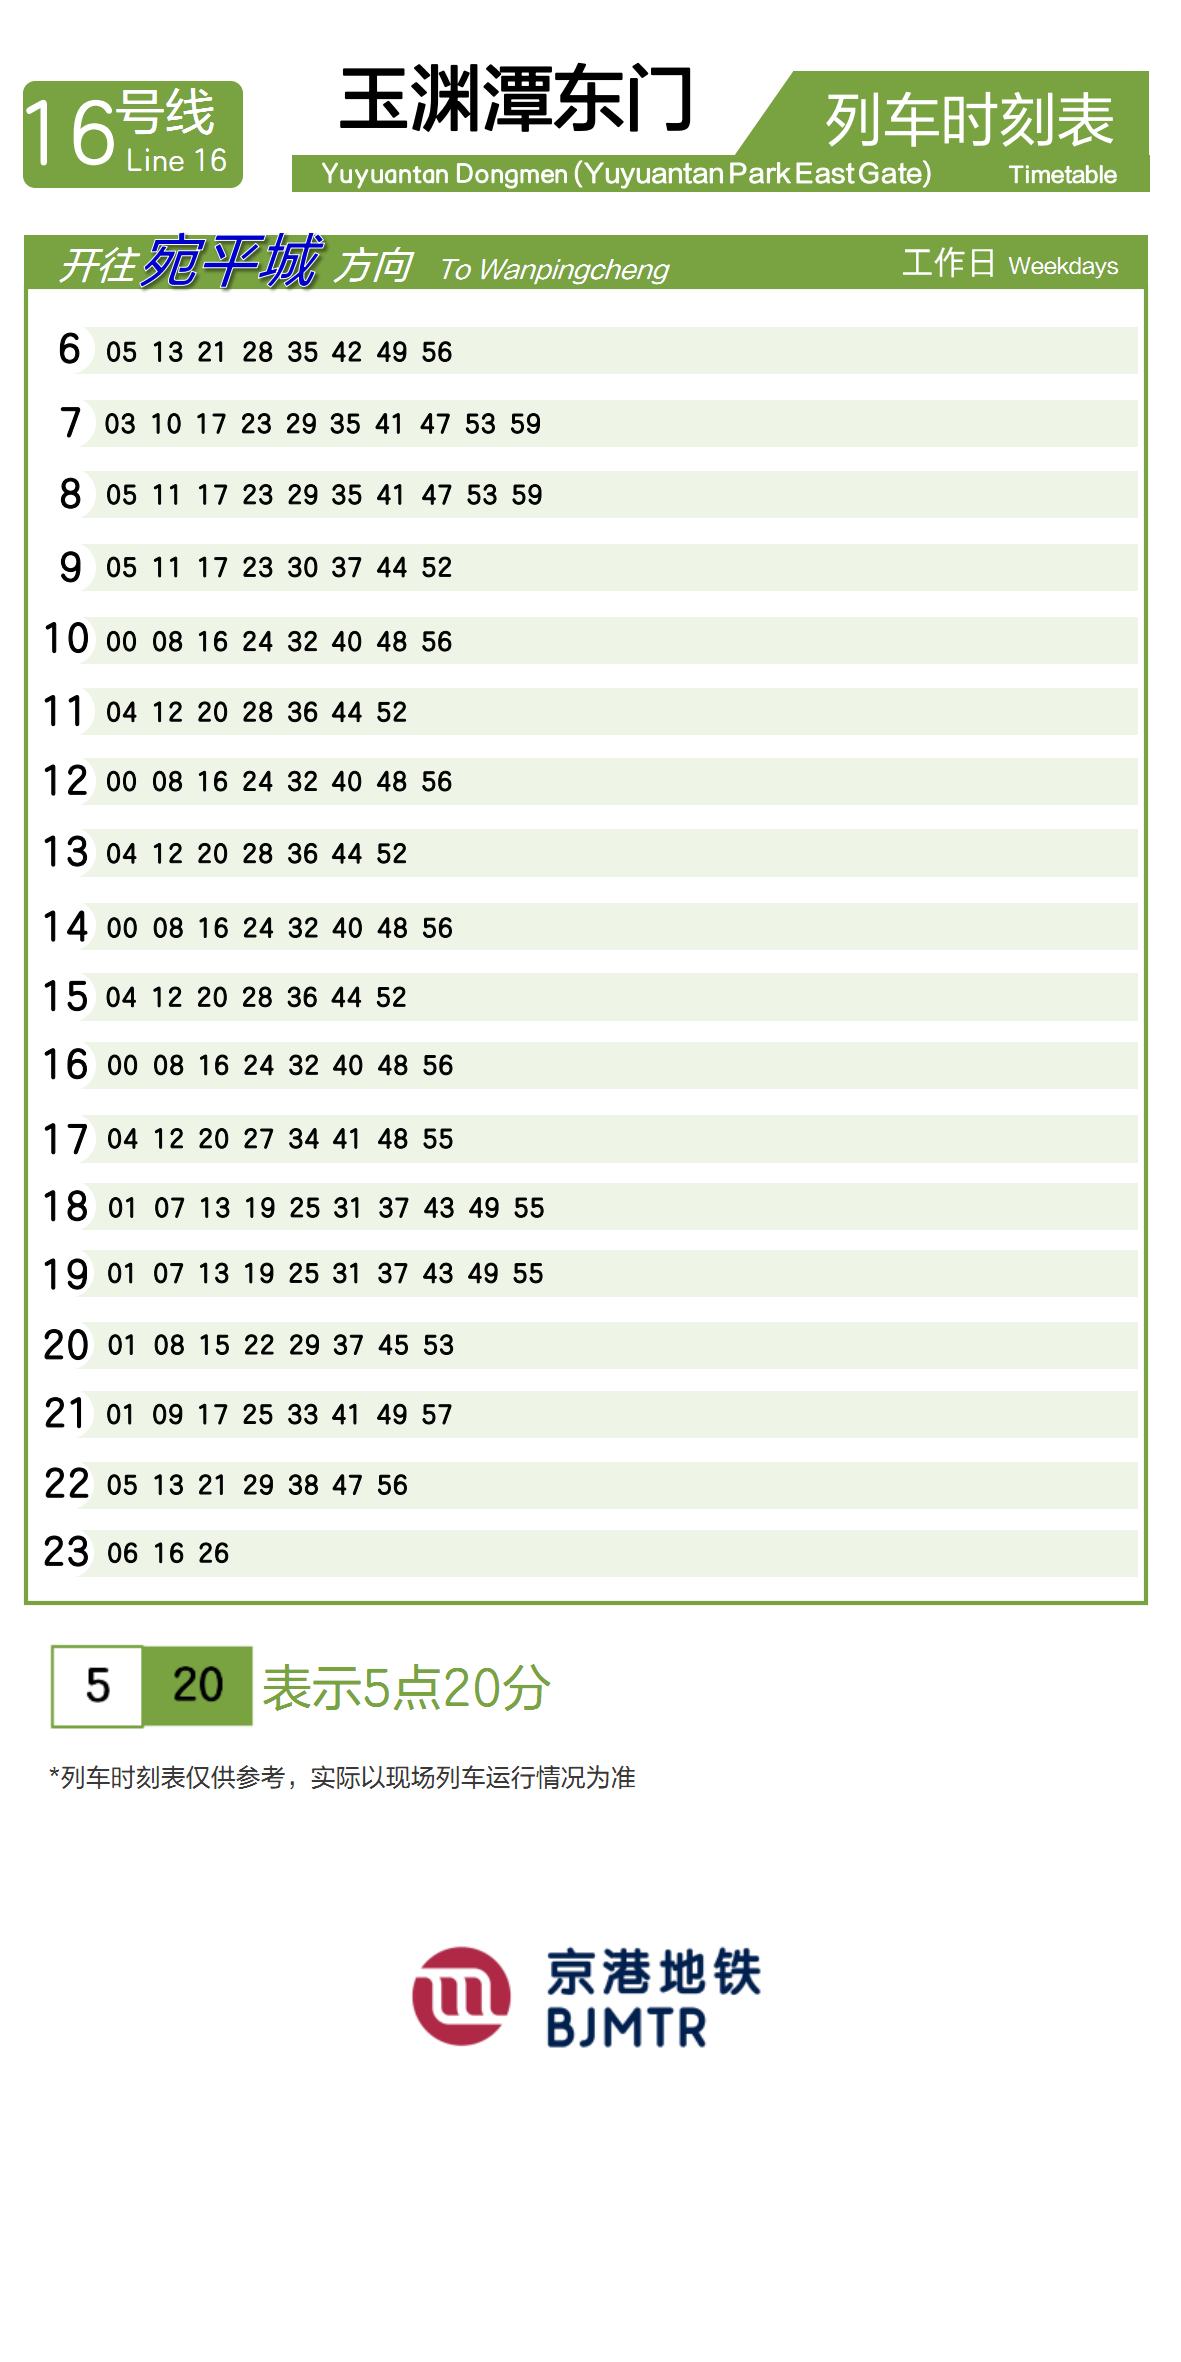 16号线
Line 16
玉渊潭东门
列车时刻表
Yuyuantan Dongmen (Yuyuantan Park East Gate) Timetable
开往 宛平城 方向 To Wanpingcheng 工作日 Weekdays
6 05 13 21 28 35 42 49 56
7 03 10 17 23 29 35 41 47 53 59
8 05 11 17 23 29 35 41 47 53 59
9 05 11 17 23 30 37 44 52
10 00 08 16 24 32 40 48 56
11 04 12 20 28 36 44 52
12 00 08 16 24 32 40 48 56
13 04 12 20 28 36 44 52
14 00 08 16 24 32 40 48 56
15 04 12 20 28 36 44 52
16 00 08 16 24 32 40 48 56
17 04 12 20 27 34 41 48 55
18 01 07 13 19 25 31 37 43 49 55
19 01 07 13 19 25 31 37 43 49 55
20 01 08 15 22 29 37 45 53
21 01 09 17 25 33 41 49 57
22 05 13 21 29 38 47 56
23 06 16 26
5 20 表示5点20分
*列车时刻表仅供参考，实际以现场列车运行情况为准
京港地铁
BJMTR